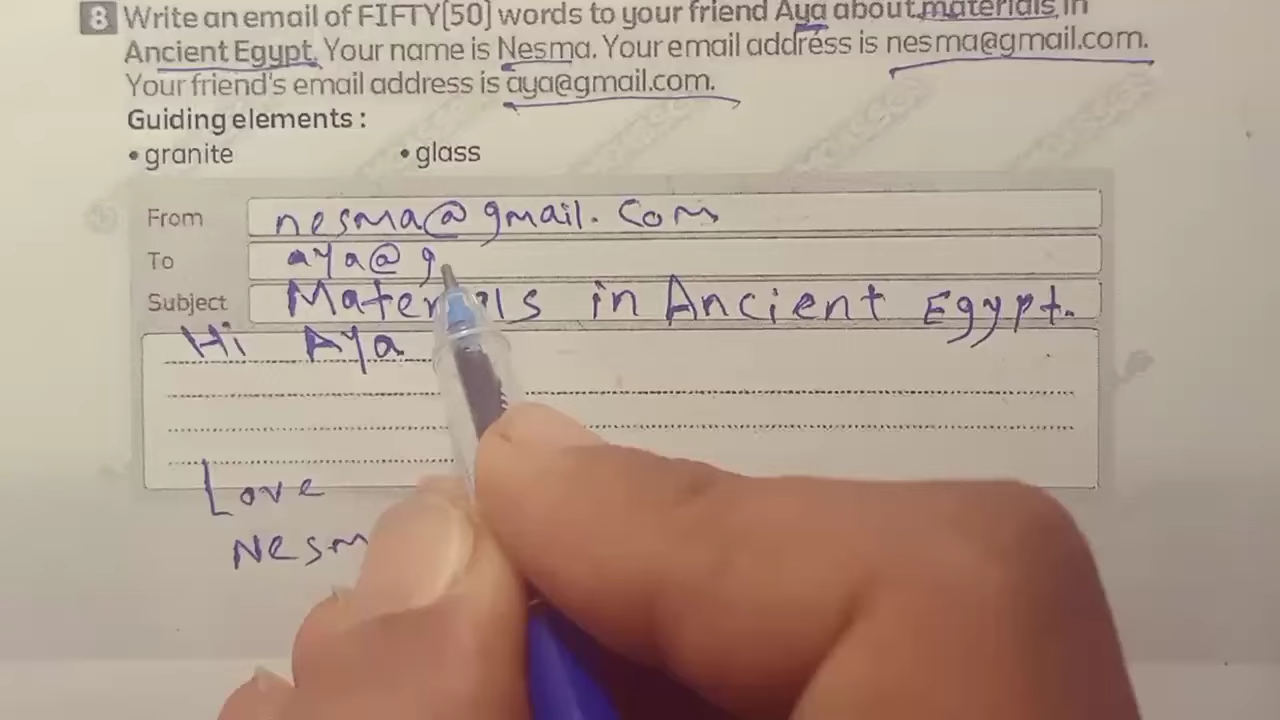 8 Write an email of FIFTY(50) words to your friend Aya about materials in
Ancient Egypt. Your name is Nesma. Your email address is nesma@gmail.com.
Your friend's email address is aya@gmail.com.
Guiding elements :
• granite • glass
From nesma@gmail.com
To aya@g
Subject Materials in Ancient Egypt.
Hi Aya
Love
Nesm